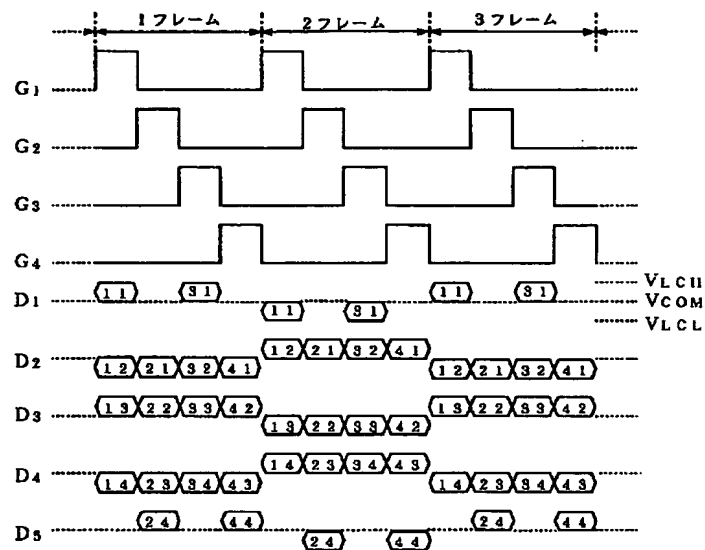 1フレーム 2フレーム 3フレーム
G1
G2
G3
G4
D1 11 31 11 31 11 31
VLCH
VCOM
VLCL
D2 12 21 32 41 12 21 32 41 12 21 32 41
D3 13 22 33 42 13 22 33 42 13 22 33 42
D4 14 23 34 43 14 23 34 43 14 23 34 43
D5 24 44 24 44 24 44